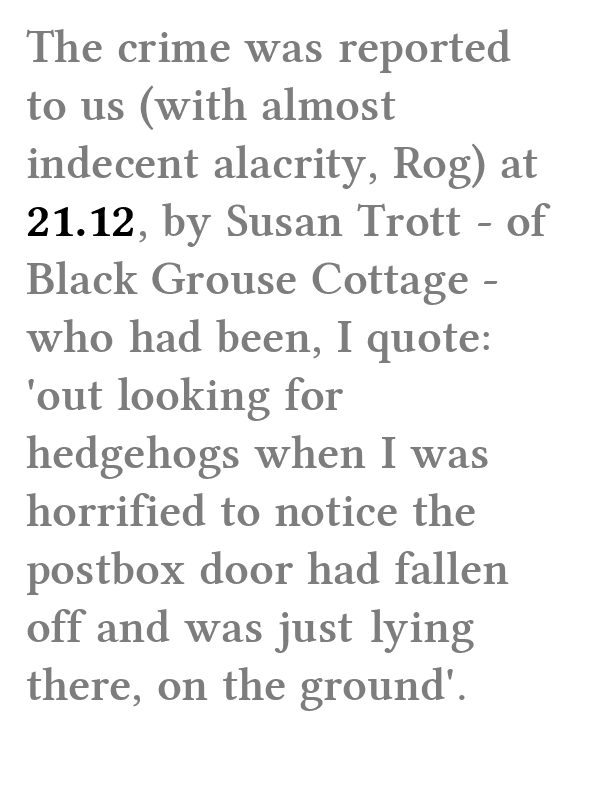 The crime was reported
to us (with almost
indecent alacrity, Rog) at
21.12, by Susan Trott - of
Black Grouse Cottage -
who had been, I quote:
'out looking for
hedgehogs when I was
horrified to notice the
postbox door had fallen
off and was just lying
there, on the ground'.